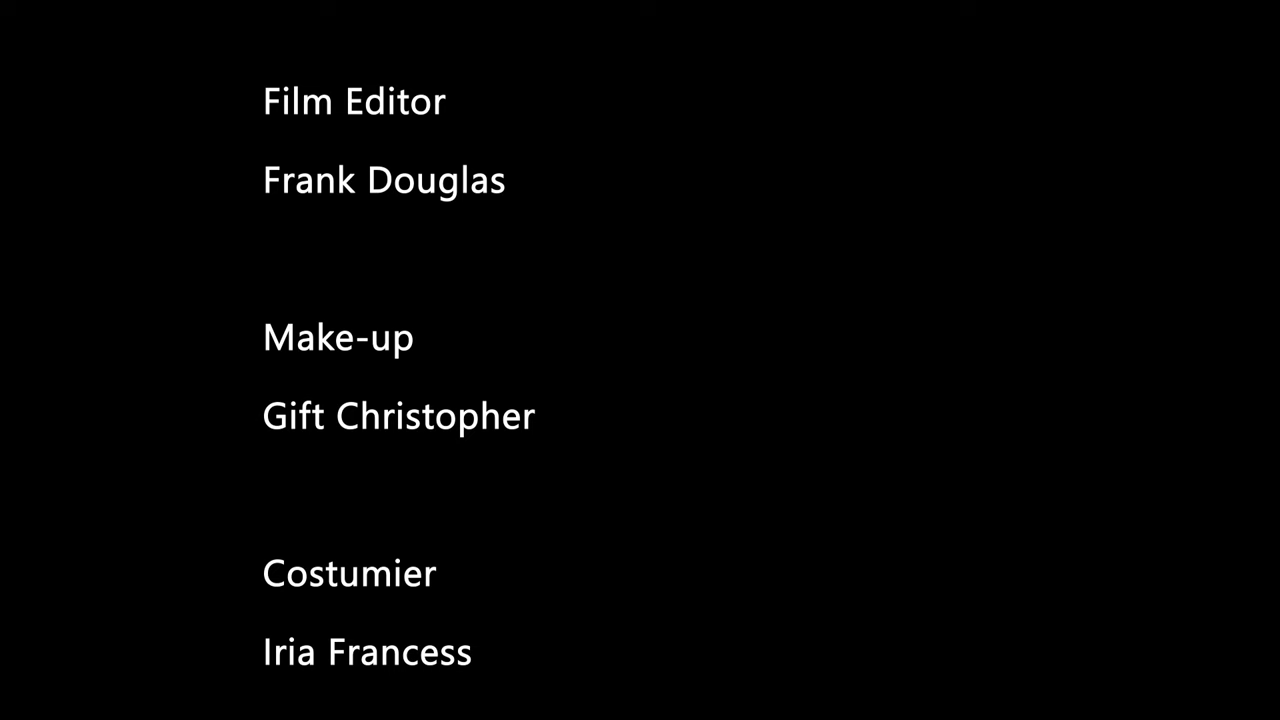 Film Editor
Frank Douglas
Make-up
Gift Christopher
Costumier
Iria Francess